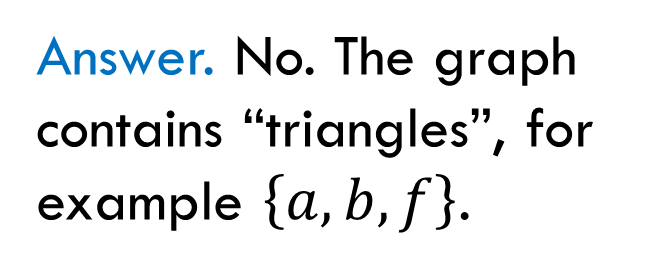 Answer. No. The graph
contains “triangles”, for
example {𝑎, 𝑏, 𝑓}.